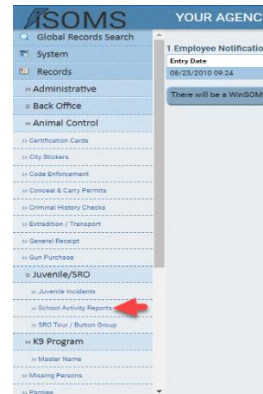 ISOMS
YOUR AGENC
Global Records Search
System
Records
» Administrative
Back Office
» Animal Control
» Certification Cards
» City Stickers
» Code Enforcement
» Conceal & Carry Permits
» Criminal History Checks
» Extradition / Transport
» General Receipt
» Gun Purchase
Juvenile/SRO
» Juvenile Incidents
» School Activity Reports
» SRO Tour / Button Group
» K9 Program
» Master Name
» Missing Persons
» Parolee
1 Employee Notificatio
Entry Date
08/23/2010 09:24
There will be a WinSOM